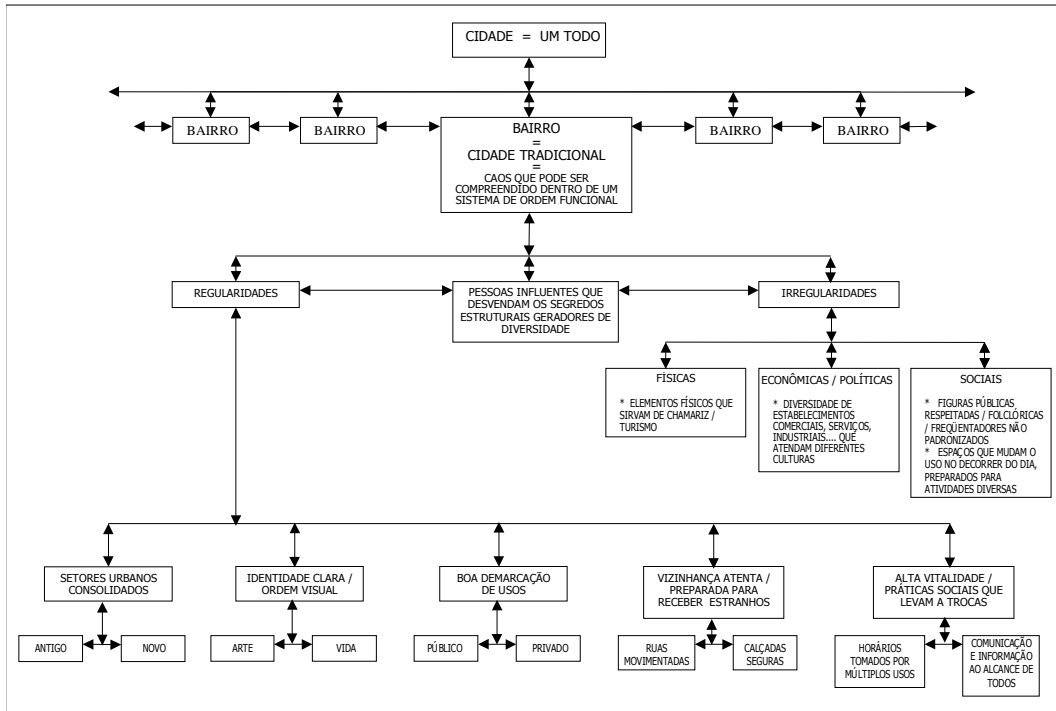 CIDADE = UM TODO
BAIRRO
BAIRRO
BAIRRO
=
CIDADE TRADICIONAL
=
CAOS QUE PODE SER
COMPREENDIDO DENTRO DE UM
SISTEMA DE ORDEM FUNCIONAL
BAIRRO
BAIRRO
REGULARIDADES
PESSOAS INFLUENTES QUE
DESVENDAM OS SEGREDOS
ESTRUTURAIS GERADORES DE
DIVERSIDADE
IRREGULARIDADES
FÍSICAS
* ELEMENTOS FÍSICOS QUE
SIRVAM DE CHAMARIZ /
TURISMO
ECONÔMICAS / POLÍTICAS
* DIVERSIDADE DE
ESTABELECIMENTOS
COMERCIAIS, SERVIÇOS,
INDUSTRIAIS.... QUE
ATENDAM DIFERENTES
CULTURAS
SOCIAIS
* FIGURAS PÚBLICAS
RESPEITADAS / FOLCLÓRICAS
/ FREQÜENTADORES NÃO
PADRONIZADOS
* ESPAÇOS QUE MUDAM O
USO NO DECORRER DO DIA,
PREPARADOS PARA
ATIVIDADES DIVERSAS
SETORES URBANOS
CONSOLIDADOS
IDENTIDADE CLARA /
ORDEM VISUAL
BOA DEMARCAÇÃO
DE USOS
VIZINHANÇA ATENTA /
PREPARADA PARA
RECEBER ESTRANHOS
ALTA VITALIDADE /
PRÁTICAS SOCIAIS QUE
LEVAM A TROCAS
ANTIGO
NOVO
ARTE
VIDA
PÚBLICO
PRIVADO
RUAS
MOVIMENTADAS
CALÇADAS
SEGURAS
HORÁRIOS
TOMADOS POR
MÚLTIPLOS USOS
COMUNICAÇÃO
E INFORMAÇÃO
AO ALCANCE DE
TODOS